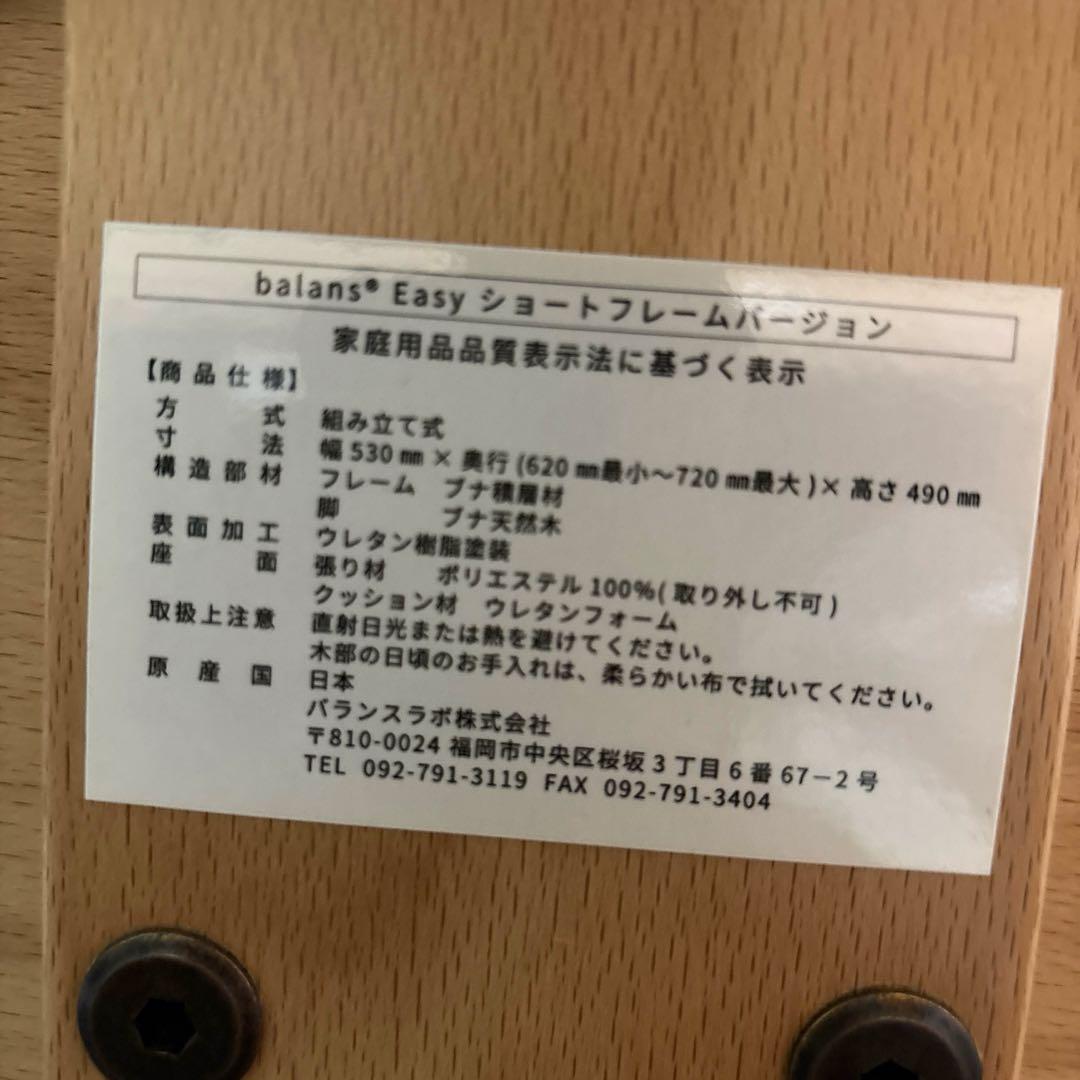 balans® Easy ショートフレームバージョン
家庭用品品質表示法に基づく表示
【商品仕様】
方式 組み立て式
寸法 幅 530 ㎜ × 奥行 (620 ㎜最小～720 ㎜最大 )× 高さ 490 ㎜
構造部材 フレーム ブナ積層材
脚 ブナ天然木
表面加工 ウレタン樹脂塗装
座面 張り材 ポリエステル 100%( 取り外し不可 )
クッション材 ウレタンフォーム
取扱上注意 直射日光または熱を避けてください。
木部の日頃のお手入れは、柔らかい布で拭いてください。
原産国 日本
バランスラボ株式会社
〒810-0024 福岡市中央区桜坂 3 丁目 6 番 67－2 号
TEL 092-791-3119 FAX 092-791-3404